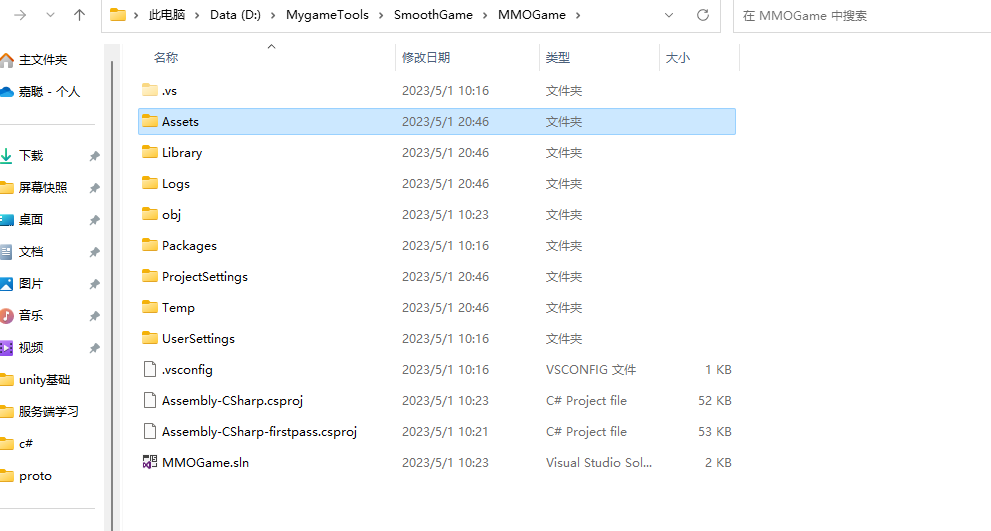 此电脑 > Data (D:) > MygameTools > SmoothGame > MMOGame >
在 MMOGame 中搜索
主文件夹
嘉聪 - 个人
下载
屏幕快照
桌面
文档
图片
音乐
视频
unity基础
服务端学习
c#
proto
名称 修改日期 类型 大小
.vs 2023/5/1 10:16 文件夹
Assets 2023/5/1 20:46 文件夹
Library 2023/5/1 20:46 文件夹
Logs 2023/5/1 20:46 文件夹
obj 2023/5/1 10:23 文件夹
Packages 2023/5/1 10:16 文件夹
ProjectSettings 2023/5/1 20:46 文件夹
Temp 2023/5/1 20:46 文件夹
UserSettings 2023/5/1 10:16 文件夹
.vsconfig 2023/5/1 10:16 VSCONFIG 文件 1 KB
Assembly-CSharp.csproj 2023/5/1 10:23 C# Project file 52 KB
Assembly-CSharp-firstpass.csproj 2023/5/1 10:21 C# Project file 53 KB
MMOGame.sln 2023/5/1 10:23 Visual Studio Sol... 2 KB